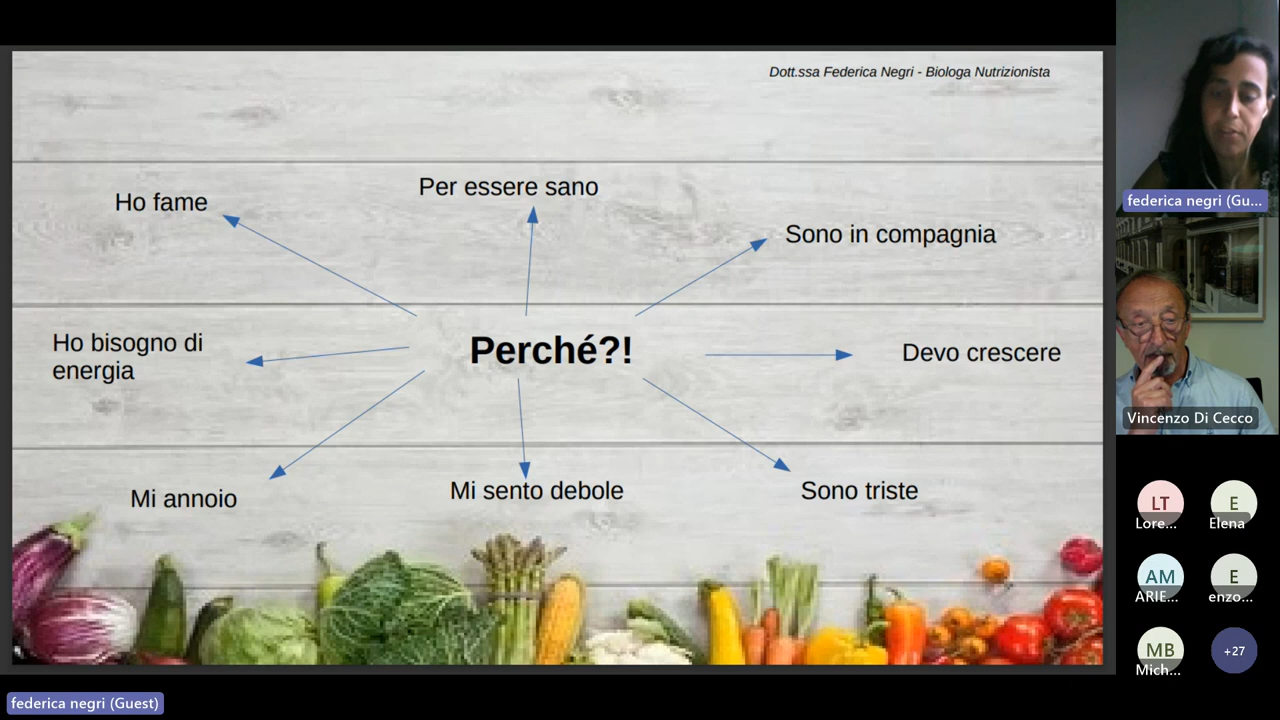 Dott.ssa Federica Negri - Biologa Nutrizionista
Ho fame
Per essere sano
Sono in compagnia
Ho bisogno di
energia
Perché?!
Devo crescere
Mi annoio
Mi sento debole
Sono triste
federica negri (Gu...
Vincenzo Di Cecco
LT
Lore...
E
Elena
AM
ARIE...
E
enzo...
MB
Mich...
+27
federica negri (Guest)